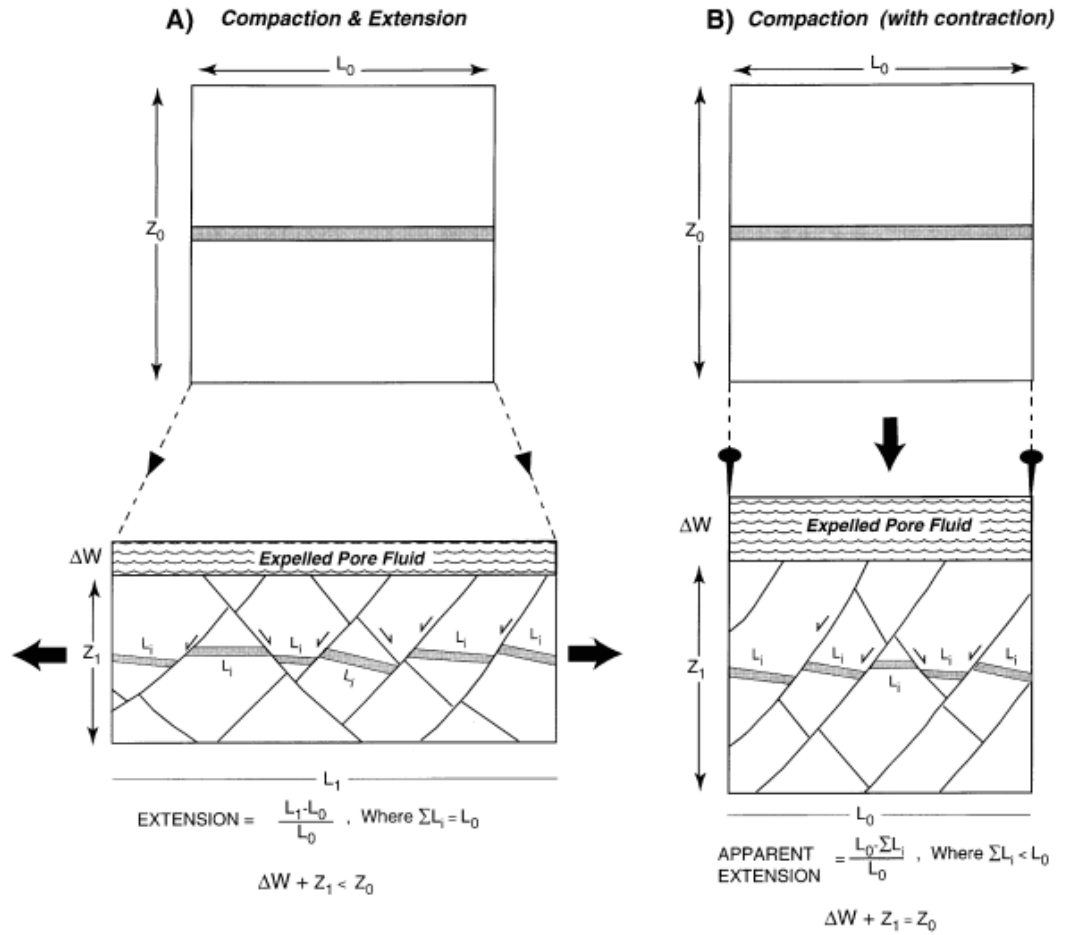 A) Compaction & Extension
L₀
Z₀
ΔW
Expelled Pore Fluid
Z₁
Lᵢ
Lᵢ
Lᵢ
Lᵢ
Lᵢ
Lᵢ
L₁
EXTENSION = L₁-L₀ / L₀ , Where ΣLᵢ = L₀
ΔW + Z₁ < Z₀
B) Compaction (with contraction)
L₀
Z₀
ΔW
Expelled Pore Fluid
Z₁
Lᵢ
Lᵢ
Lᵢ
Lᵢ
Lᵢ
L₀
APPARENT EXTENSION = L₀-ΣLᵢ / L₀ , Where ΣLᵢ < L₀
ΔW + Z₁ = Z₀